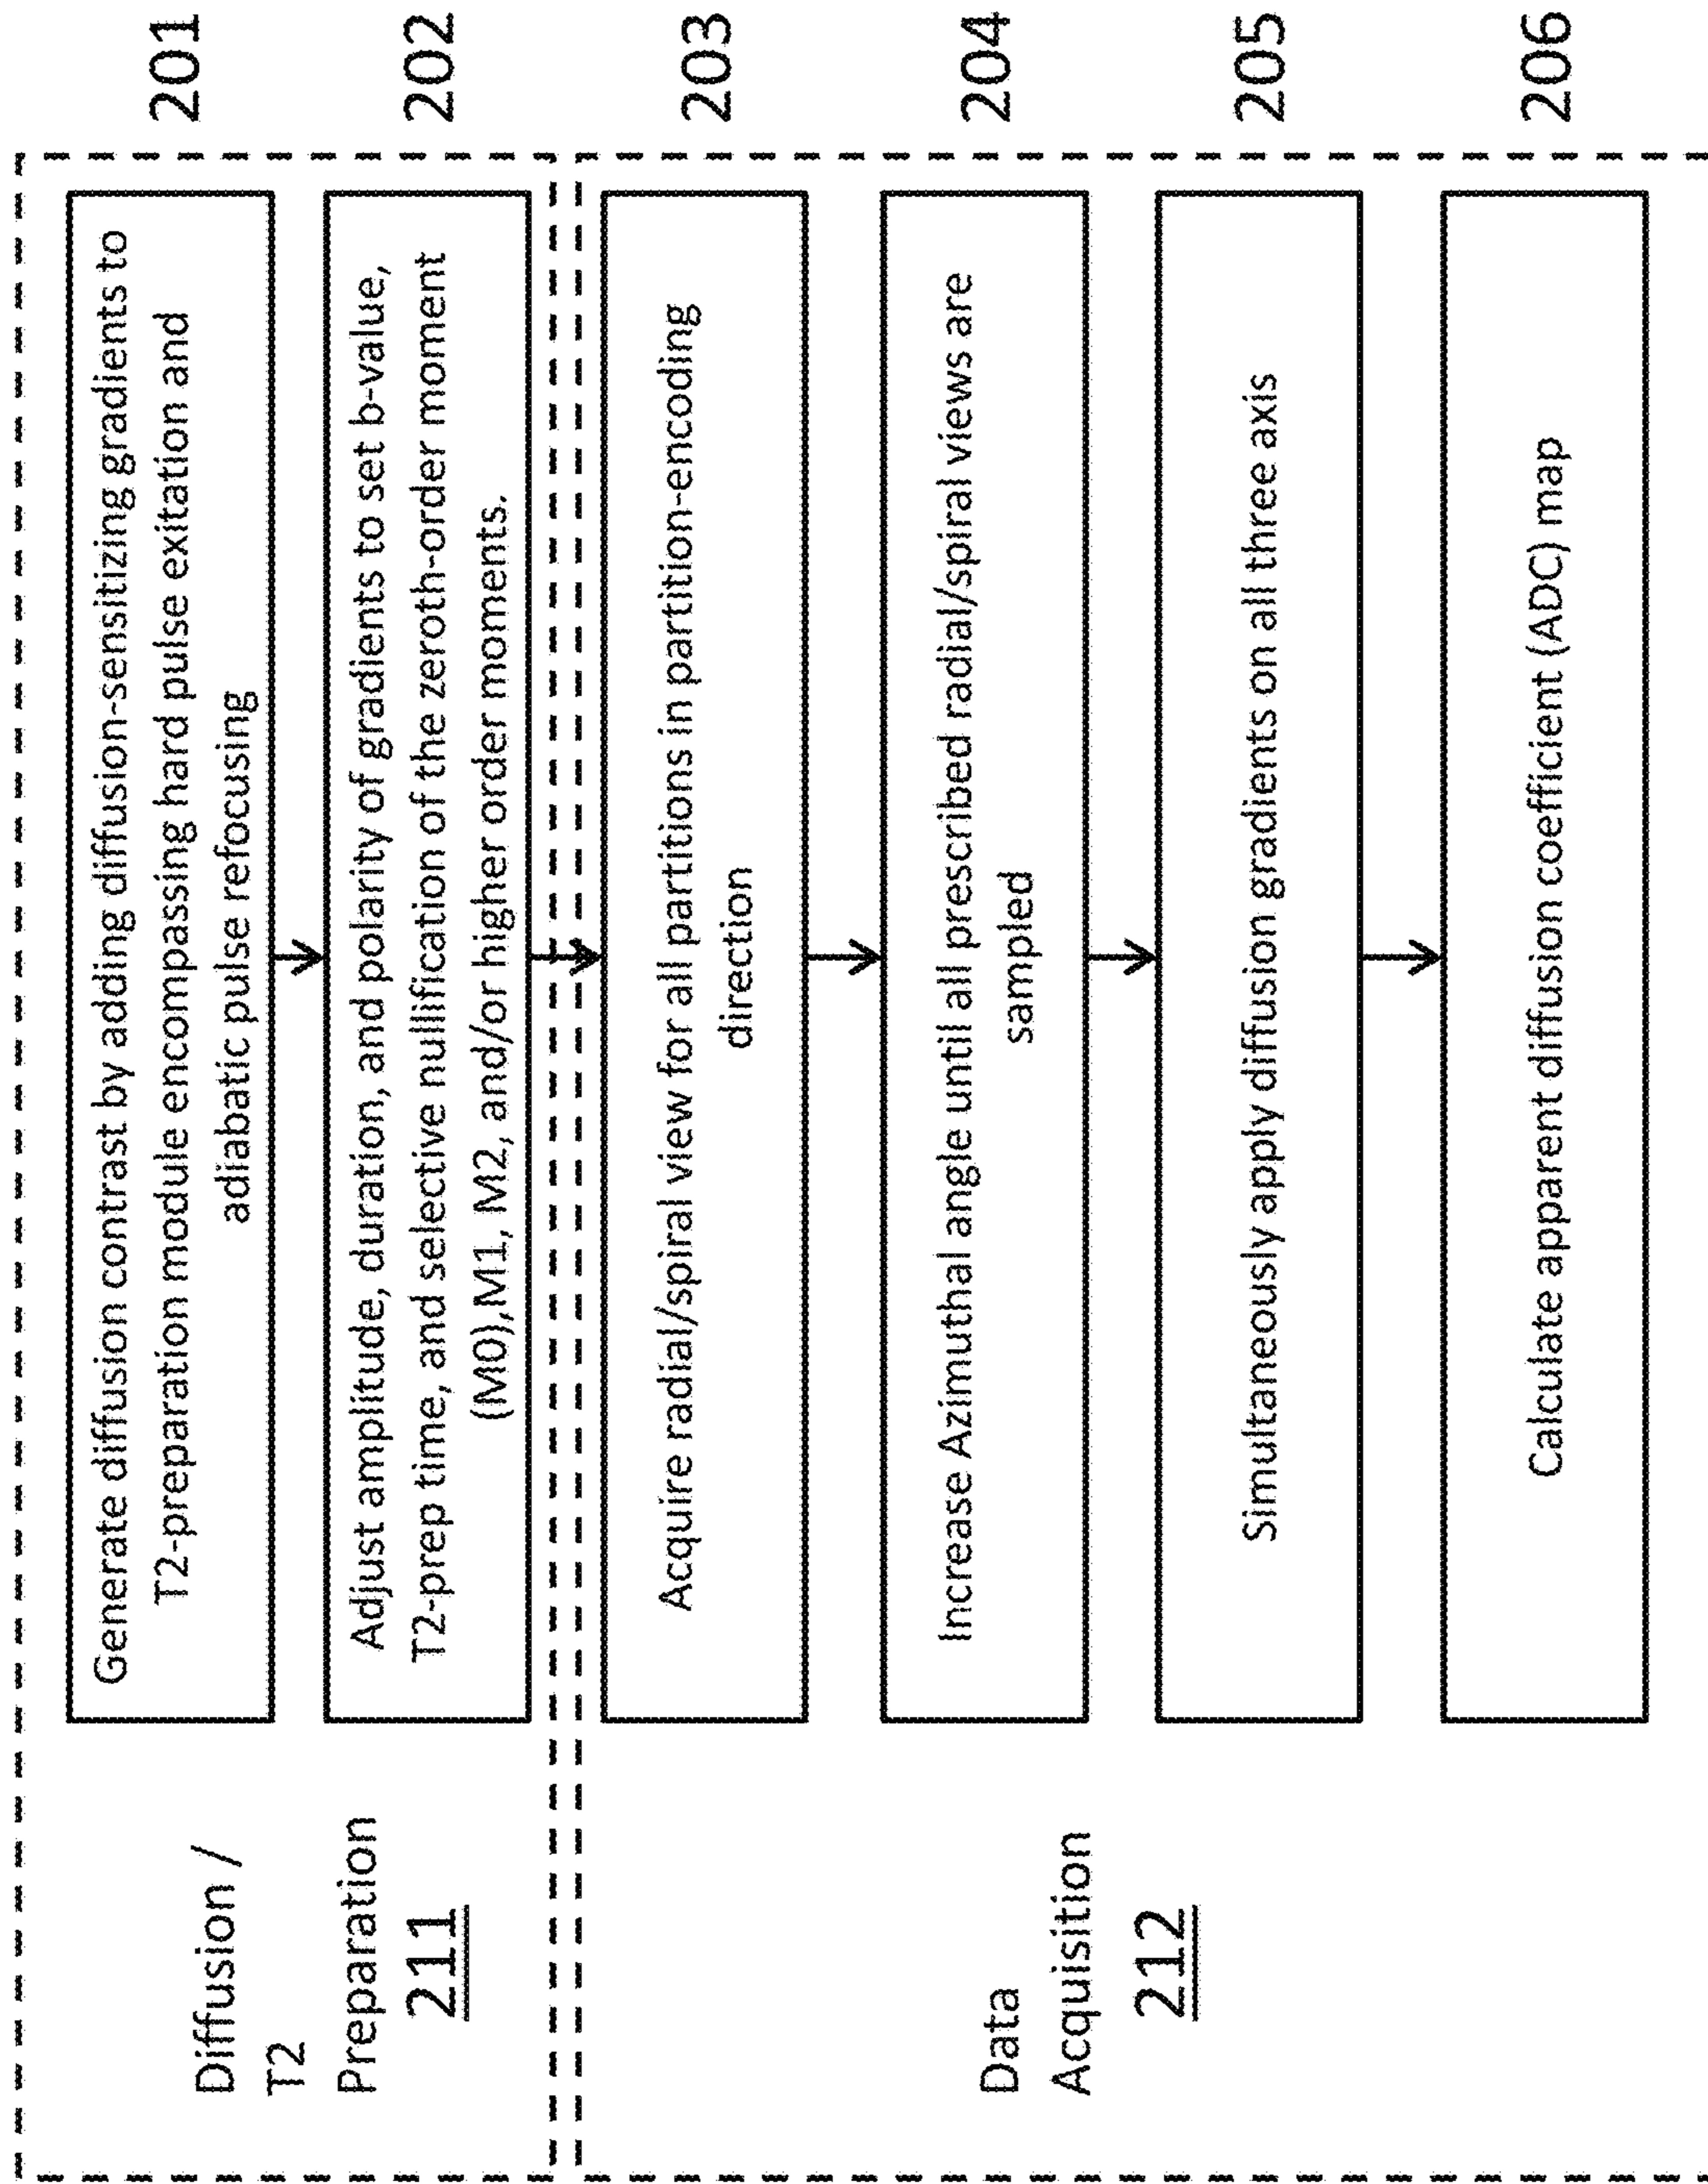 Diffusion /
T2
Preparation
211
Generate diffusion contrast by adding diffusion-sensitizing gradients to
T2-preparation module encompassing hard pulse exitation and
adiabatic pulse refocusing
201
Adjust amplitude, duration, and polarity of gradients to set b-value,
T2-prep time, and selective nullification of the zeroth-order moment
(M0),M1, M2, and/or higher order moments.
202
Data
Acquisition
212
Acquire radial/spiral view for all partitions in partition-encoding
direction
203
Increase Azimuthal angle until all prescribed radial/spiral views are
sampled
204
Simultaneously apply diffusion gradients on all three axis
205
Calculate apparent diffusion coefficient (ADC) map
206